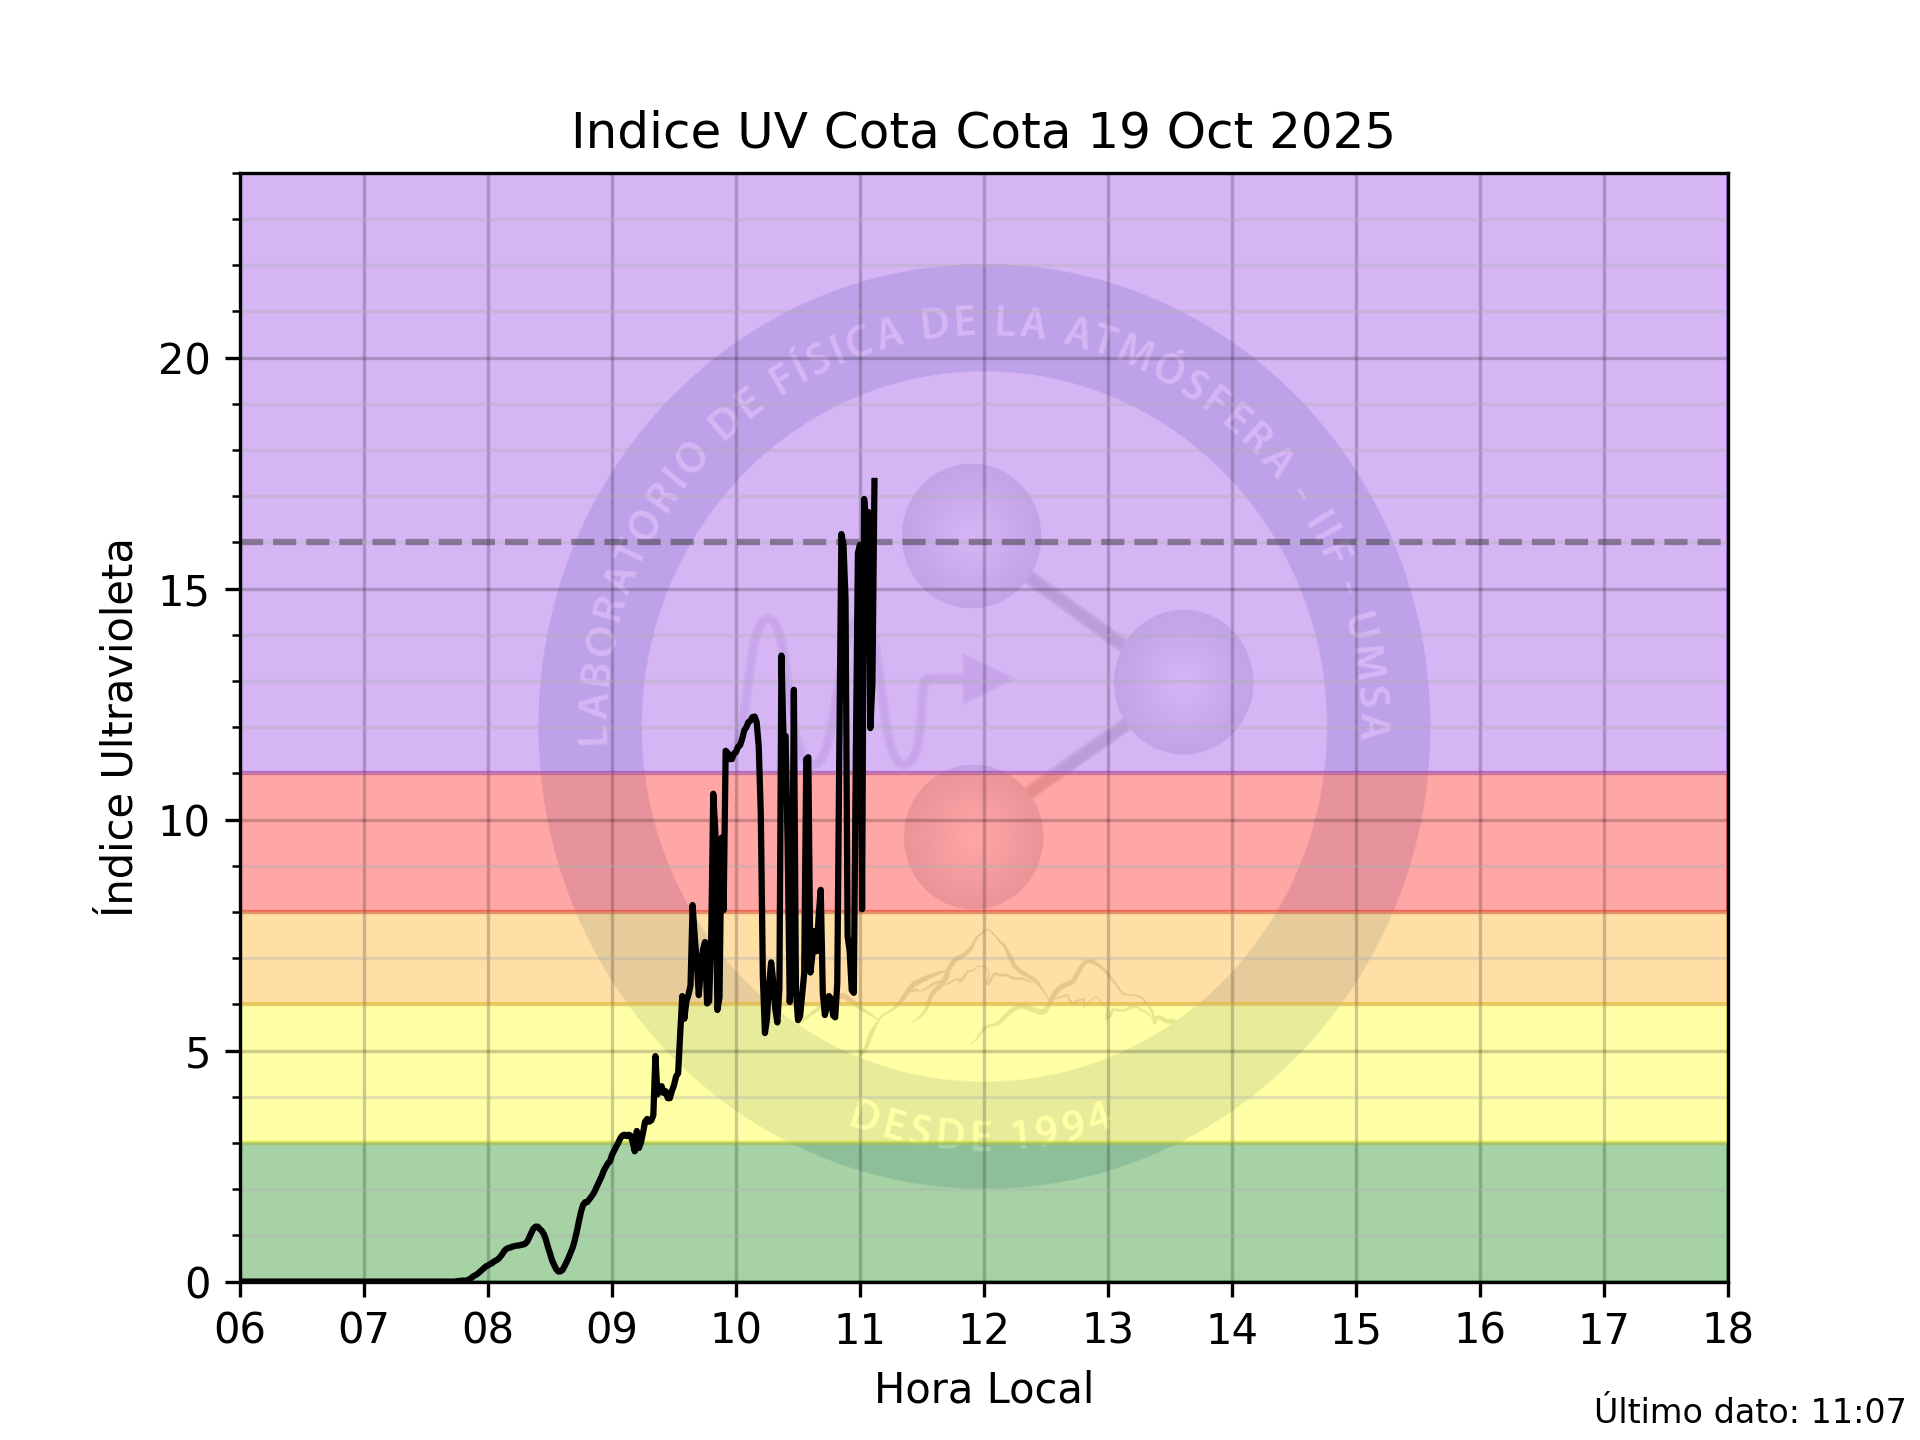 Indice UV Cota Cota 19 Oct 2025
Índice Ultravioleta
20
15
10
5
0
LABORATORIO DE FÍSICA DE LA ATMÓSFERA - IIF - UMSA
DESDE 1994
06 07 08 09 10 11 12 13 14 15 16 17 18
Hora Local
Último dato: 11:07